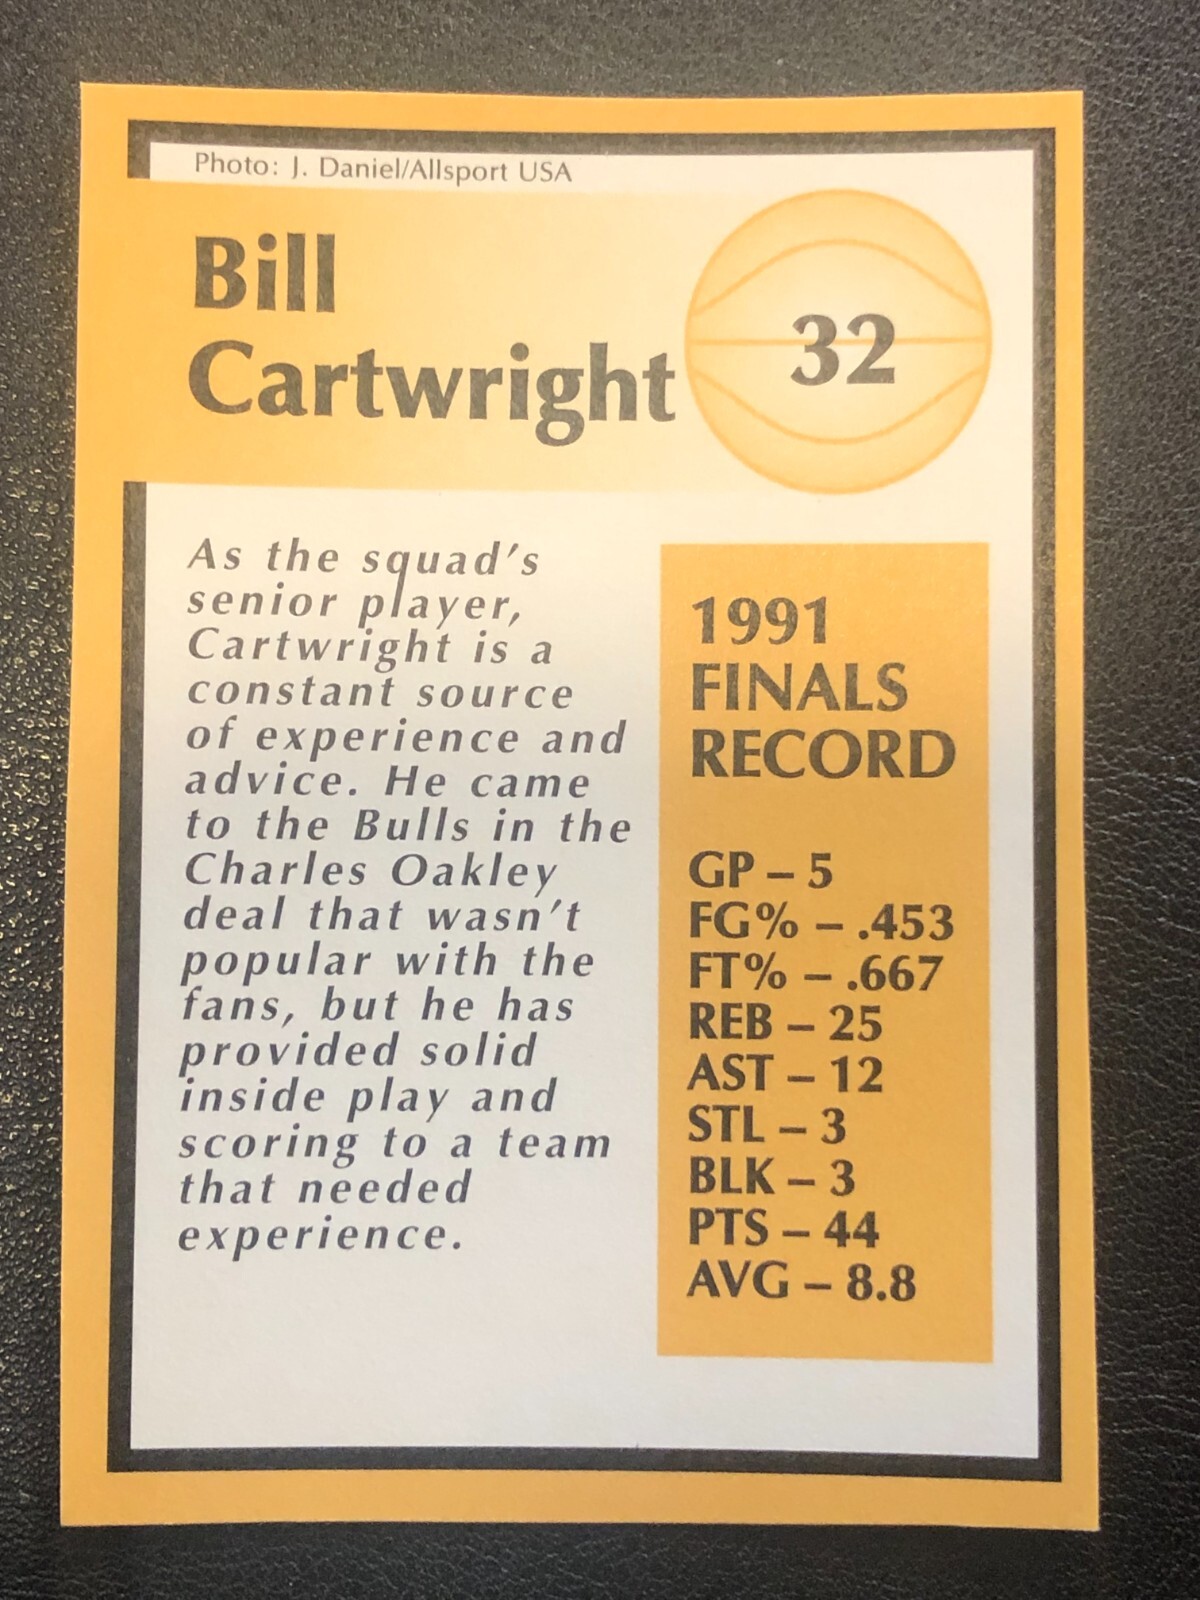 Photo: J. Daniel/Allsport USA
Bill
Cartwright
32
As the squad's
senior player,
Cartwright is a
constant source
of experience and
advice. He came
to the Bulls in the
Charles Oakley
deal that wasn't
popular with the
fans, but he has
provided solid
inside play and
scoring to a team
that needed
experience.
1991
FINALS
RECORD
GP – 5
FG% – .453
FT% – .667
REB – 25
AST – 12
STL – 3
BLK – 3
PTS – 44
AVG – 8.8